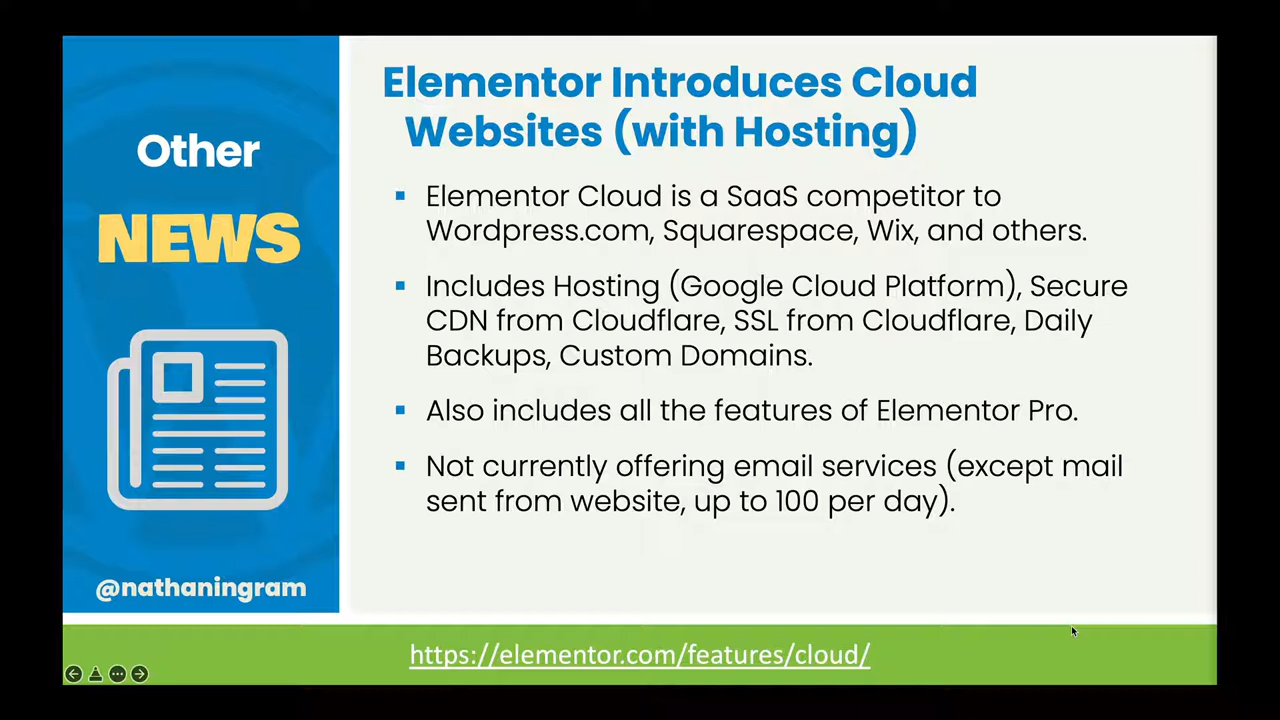 Other
NEWS
@nathaningram
Elementor Introduces Cloud
Websites (with Hosting)
▪ Elementor Cloud is a SaaS competitor to
Wordpress.com, Squarespace, Wix, and others.
▪ Includes Hosting (Google Cloud Platform), Secure
CDN from Cloudflare, SSL from Cloudflare, Daily
Backups, Custom Domains.
▪ Also includes all the features of Elementor Pro.
▪ Not currently offering email services (except mail
sent from website, up to 100 per day).
https://elementor.com/features/cloud/